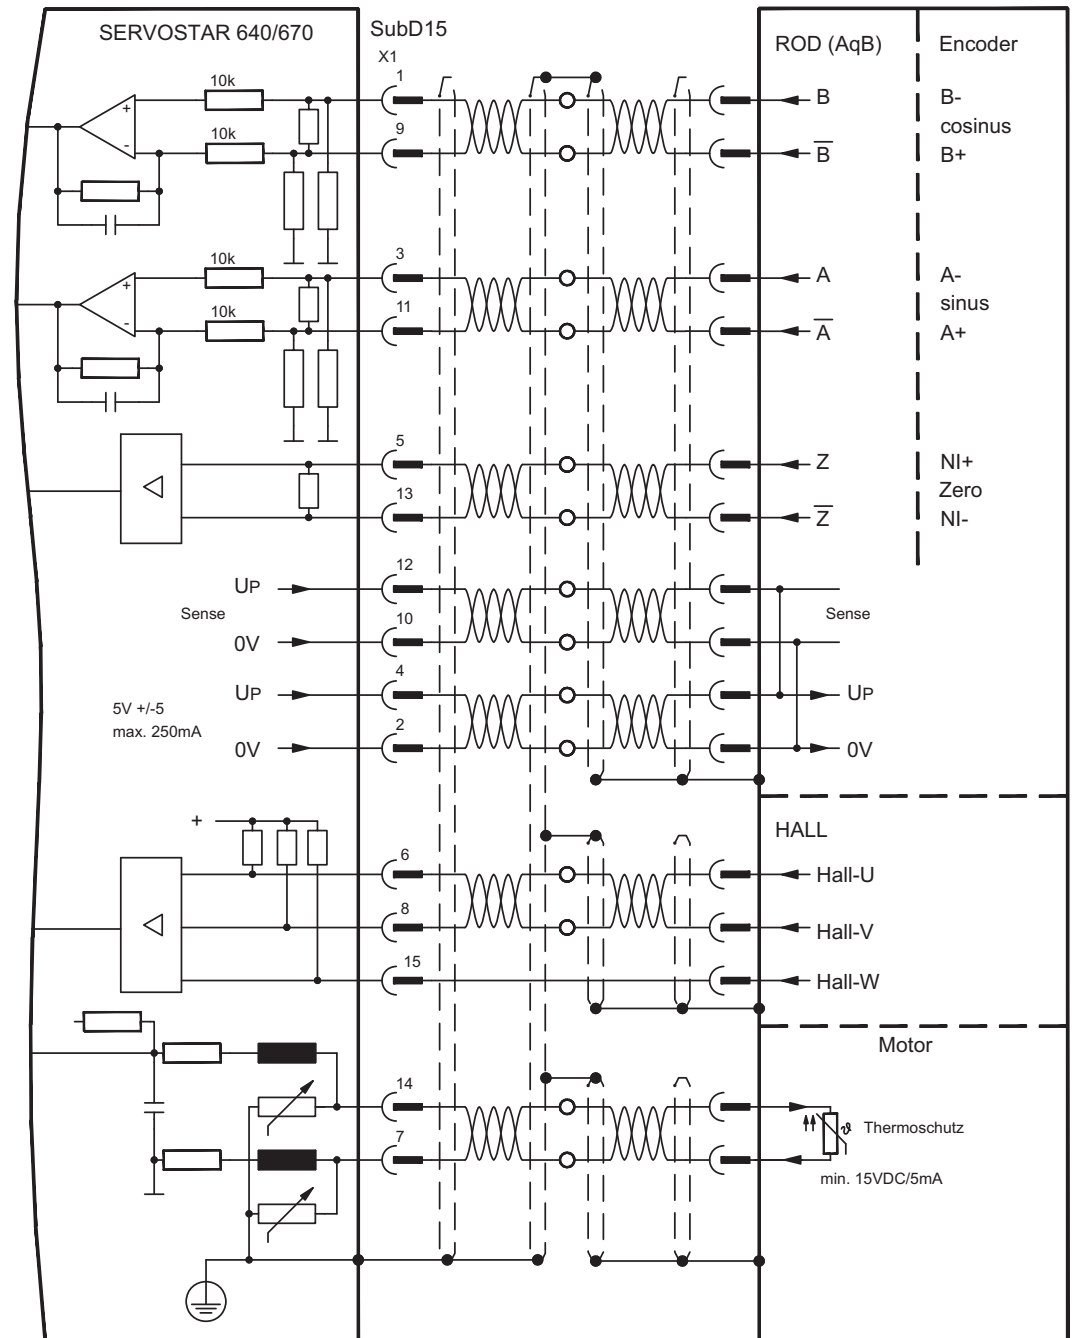 SERVOSTAR 640/670
SubD15
X1
ROD (AqB)
Encoder
10k
1
B
B-
+
cosinus
10k
9
-
B̅
B+
10k
3
A
A-
+
sinus
10k
11
-
A̅
A+
5
Z
NI+
Zero
13
Z̅
NI-
UP
12
Sense
Sense
0V
10
UP
4
UP
5V +/-5
max. 250mA
0V
2
0V
+
HALL
6
Hall-U
8
Hall-V
15
Hall-W
Motor
14
ϑ
Thermoschutz
7
min. 15VDC/5mA